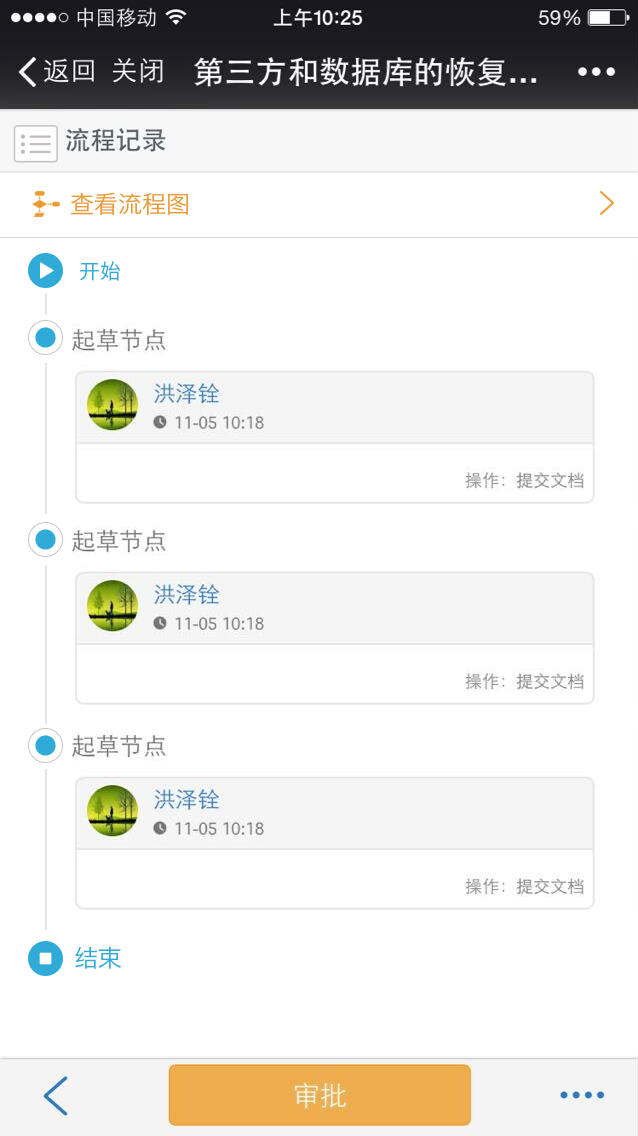 中国移动 上午10:25 59%
返回 关闭 第三方和数据库的恢复...
流程记录
查看流程图
开始
起草节点
洪泽铨
11-05 10:18
操作：提交文档
起草节点
洪泽铨
11-05 10:18
操作：提交文档
起草节点
洪泽铨
11-05 10:18
操作：提交文档
结束
审批